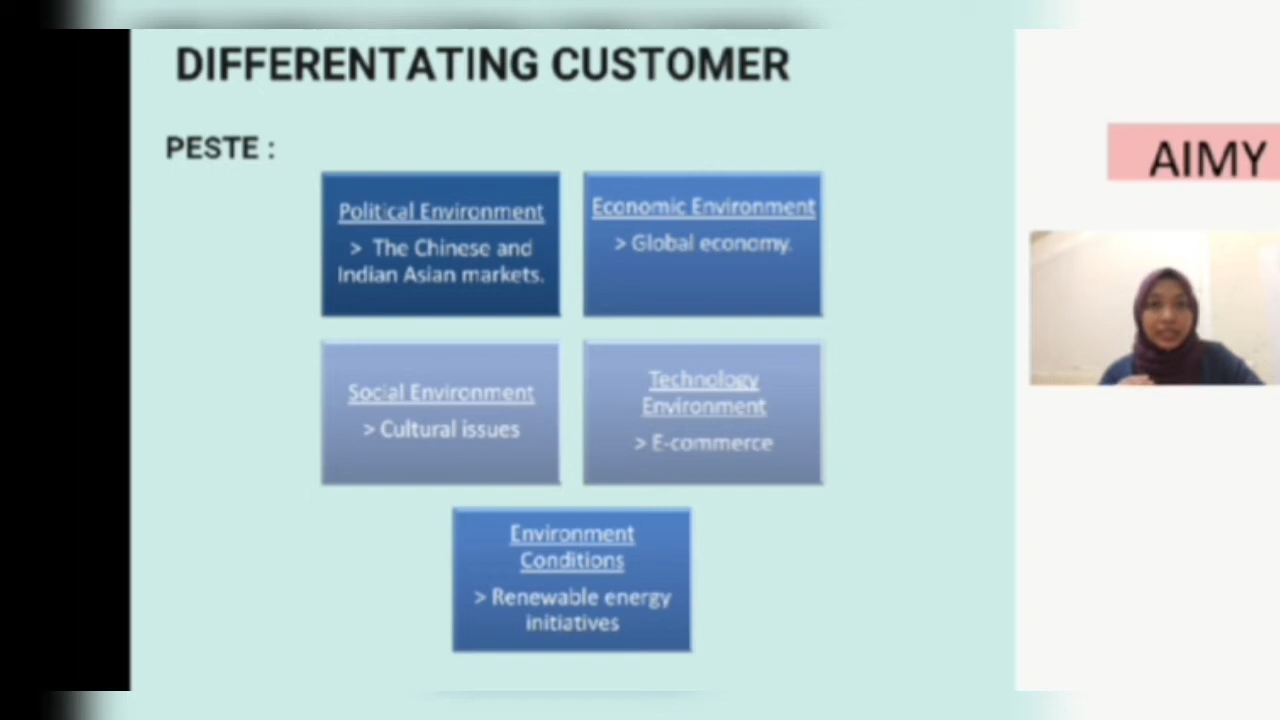 DIFFERENTATING CUSTOMER
PESTE :
Political Environment
> The Chinese and
Indian Asian markets.
Economic Environment
> Global economy.
Social Environment
> Cultural issues
Technology
Environment
> E-commerce
Environment
Conditions
> Renewable energy
initiatives
AIMY